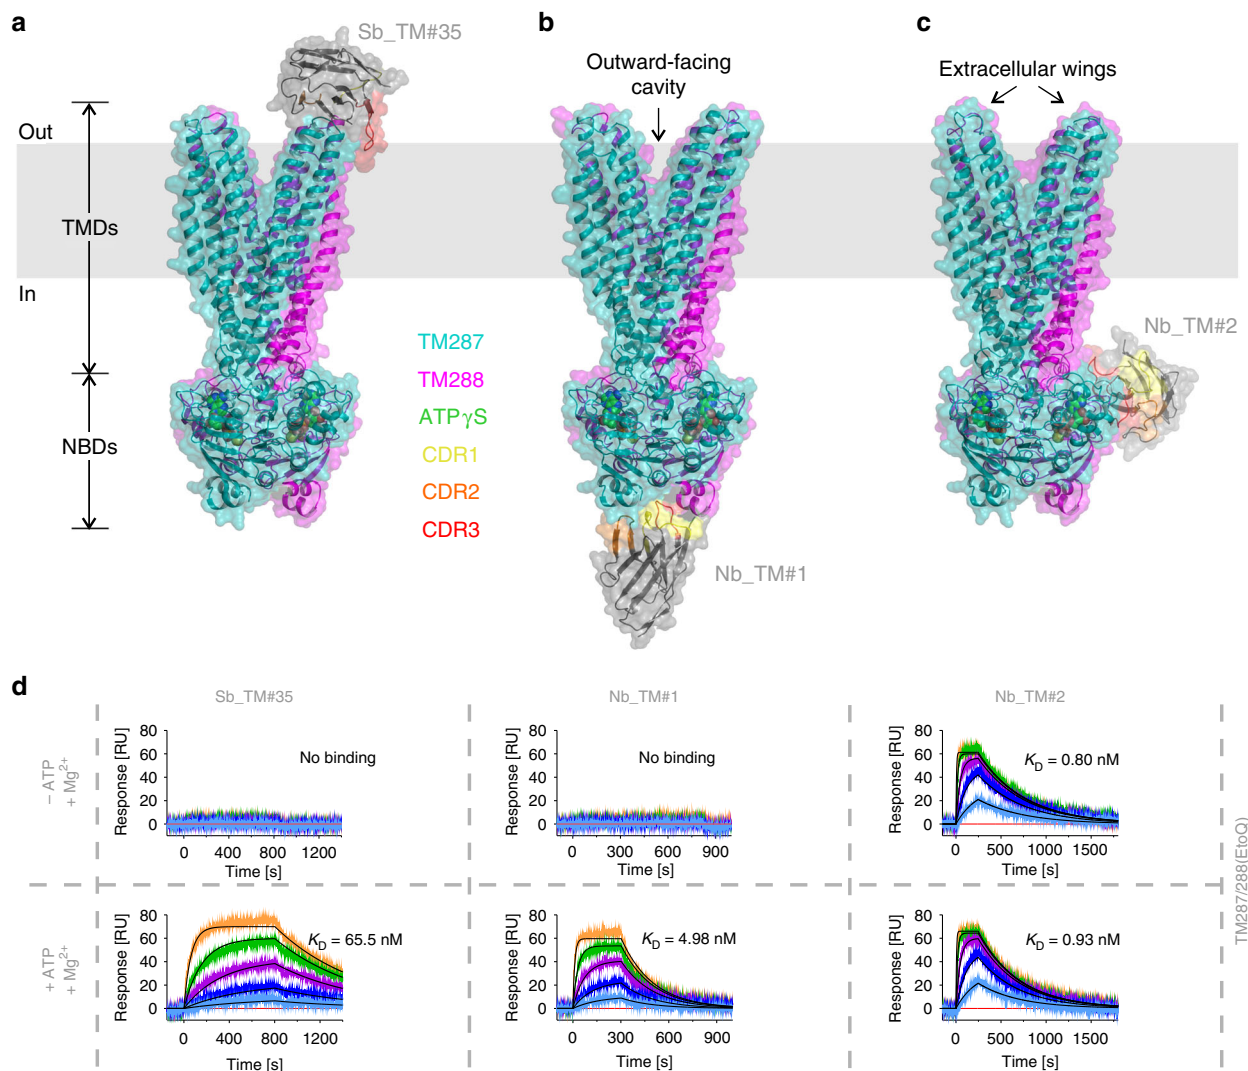 a
Sb_TM#35
b
Outward-facing
cavity
c
Extracellular wings
Out
TMDs
In
NBDs
TM287
TM288
ATPγS
CDR1
CDR2
CDR3
Nb_TM#1
Nb_TM#2
d
Sb_TM#35
Nb_TM#1
Nb_TM#2
− ATP
+ Mg2+
Response [RU]
80
60
40
20
0
No binding
0 400 800 1200
Time [s]
Response [RU]
80
60
40
20
0
No binding
0 300 600 900
Time [s]
Response [RU]
80
60
40
20
0
KD = 0.80 nM
0 500 1000 1500
Time [s]
+ ATP
+ Mg2+
Response [RU]
80
60
40
20
0
KD = 65.5 nM
0 400 800 1200
Time [s]
Response [RU]
80
60
40
20
0
KD = 4.98 nM
0 300 600 900
Time [s]
Response [RU]
80
60
40
20
0
KD = 0.93 nM
0 500 1000 1500
Time [s]
TM287/288(EtoQ)